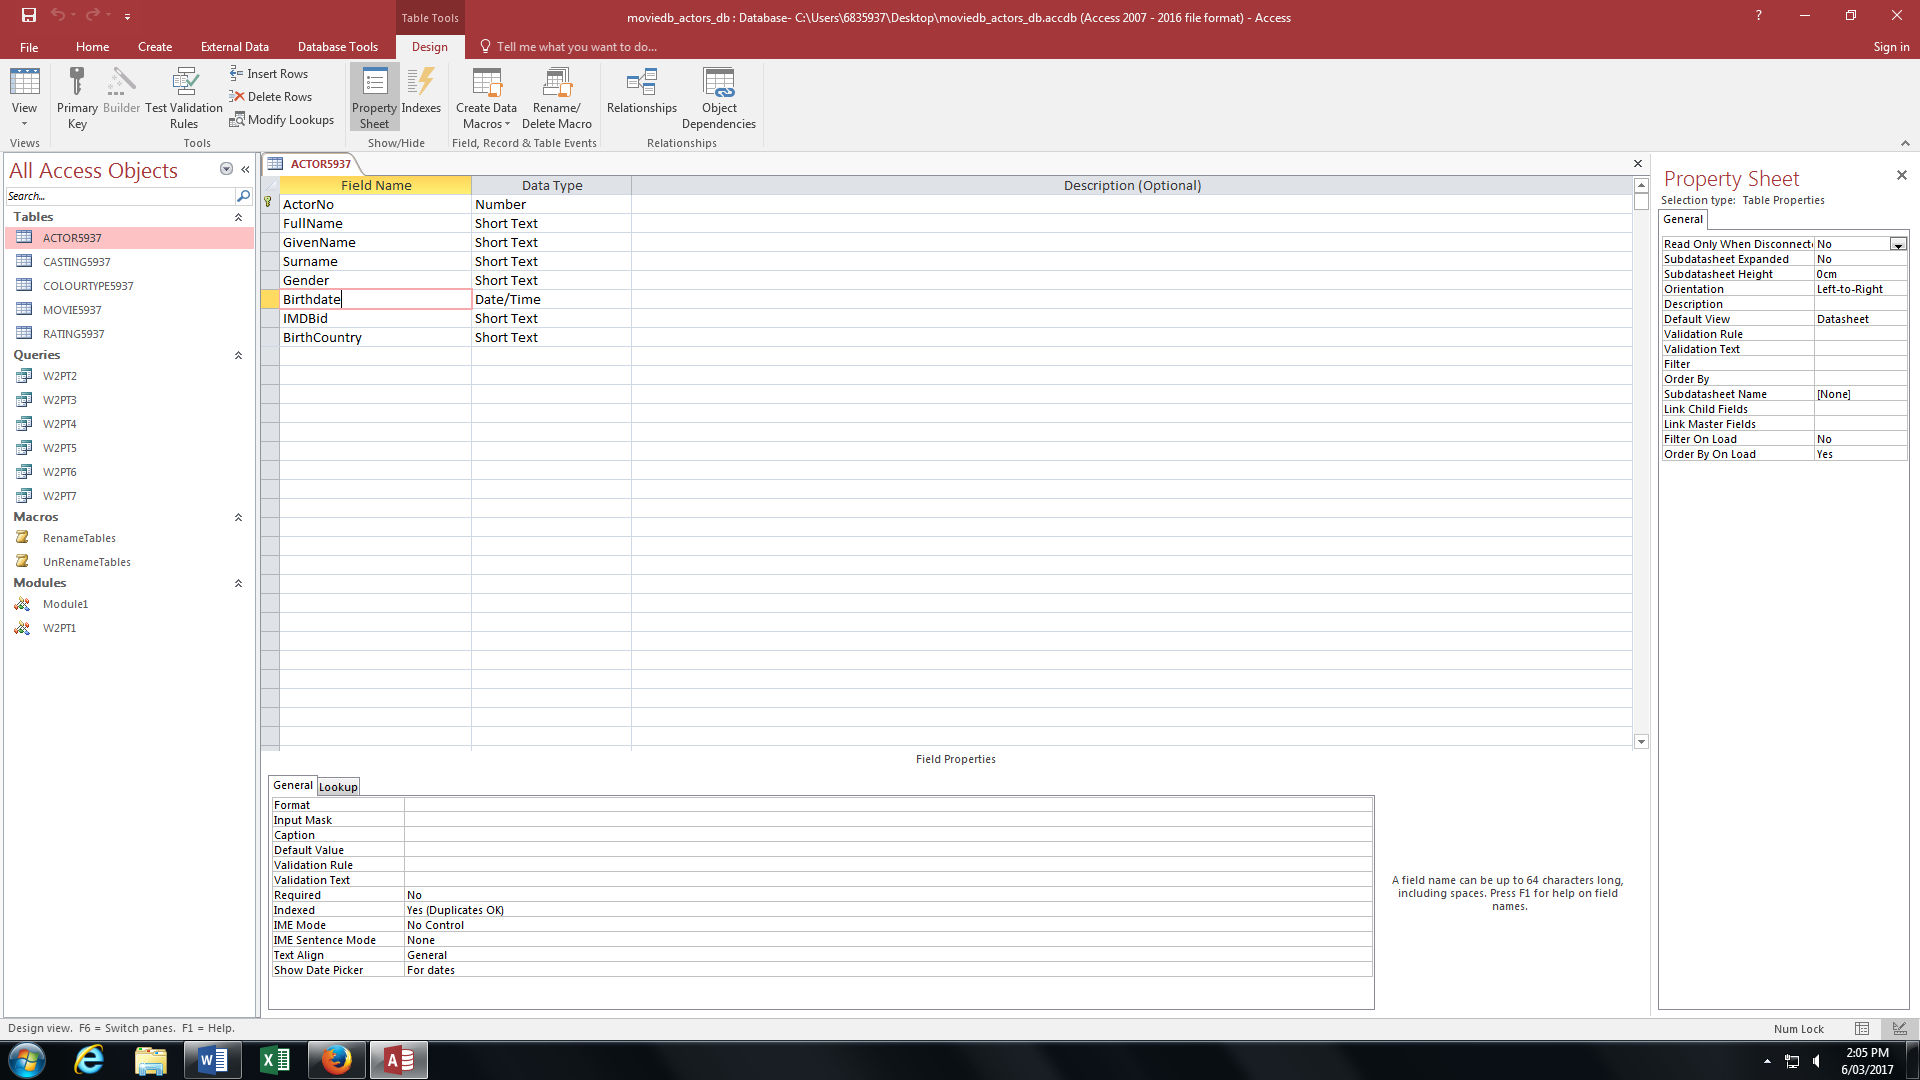 Table Tools
moviedb_actors_db : Database- C:\Users\6835937\Desktop\moviedb_actors_db.accdb (Access 2007 - 2016 file format) - Access
?
File Home Create External Data Database Tools Design Tell me what you want to do... Sign in
View
Primary Key
Builder
Test Validation Rules
Insert Rows
Delete Rows
Modify Lookups
Property Sheet
Indexes
Create Data Macros
Rename/ Delete Macro
Relationships
Object Dependencies
Views Tools Show/Hide Field, Record & Table Events Relationships
All Access Objects
Search...
Tables
ACTOR5937
CASTING5937
COLOURTYPE5937
MOVIE5937
RATING5937
Queries
W2PT2
W2PT3
W2PT4
W2PT5
W2PT6
W2PT7
Macros
RenameTables
UnRenameTables
Modules
Module1
W2PT1
ACTOR5937
Field Name Data Type Description (Optional)
ActorNo Number
FullName Short Text
GivenName Short Text
Surname Short Text
Gender Short Text
Birthdate Date/Time
IMDBid Short Text
BirthCountry Short Text
Field Properties
General Lookup
Format
Input Mask
Caption
Default Value
Validation Rule
Validation Text
Required No
Indexed Yes (Duplicates OK)
IME Mode No Control
IME Sentence Mode None
Text Align General
Show Date Picker For dates
A field name can be up to 64 characters long,
including spaces. Press F1 for help on field
names.
Property Sheet
Selection type: Table Properties
General
Read Only When Disconnecte No
Subdatasheet Expanded No
Subdatasheet Height 0cm
Orientation Left-to-Right
Description
Default View Datasheet
Validation Rule
Validation Text
Filter
Order By
Subdatasheet Name [None]
Link Child Fields
Link Master Fields
Filter On Load No
Order By On Load Yes
Design view. F6 = Switch panes. F1 = Help.
Num Lock
2:05 PM
6/03/2017